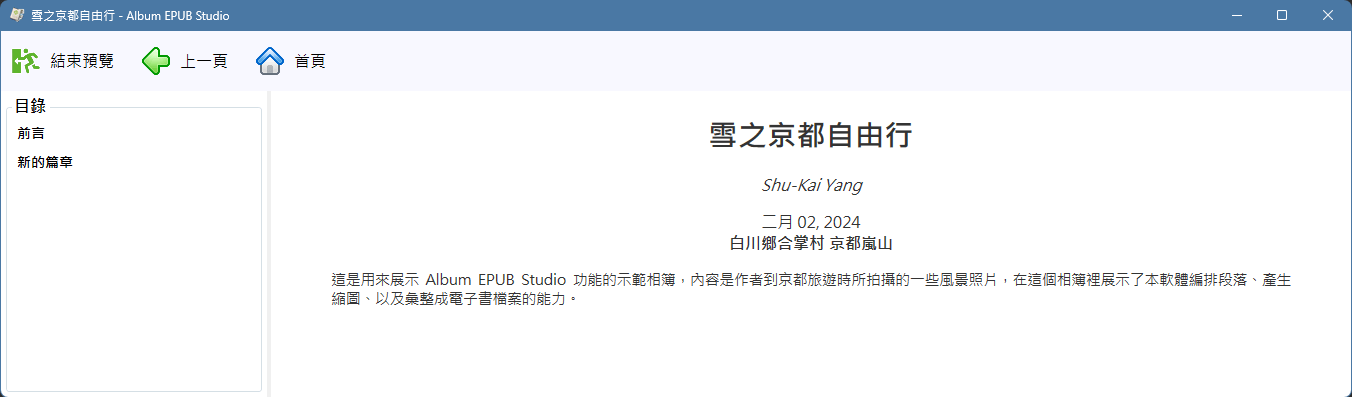 雪之京都自由行 - Album EPUB Studio
結束預覽
上一頁
首頁
目錄
前言
新的篇章
雪之京都自由行
Shu-Kai Yang
二月 02, 2024
白川鄉合掌村 京都嵐山
這是用來展示 Album EPUB Studio 功能的示範相簿，內容是作者到京都旅遊時所拍攝的一些風景照片，在這個相簿裡展示了本軟體編排段落、產生
縮圖、以及彙整成電子書檔案的能力。